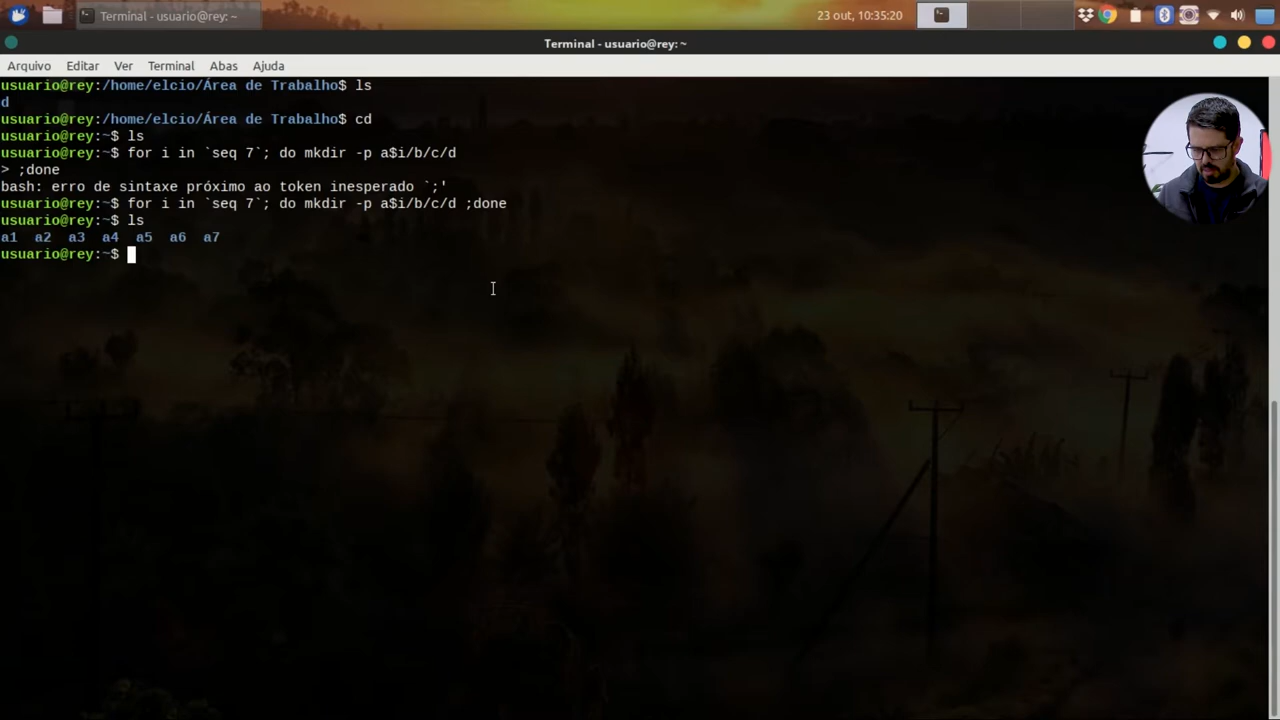 Terminal - usuario@rey: ~
23 out, 10:35:20
Terminal - usuario@rey: ~
Arquivo Editar Ver Terminal Abas Ajuda
usuario@rey:/home/elcio/Área de Trabalho$ ls
d
usuario@rey:/home/elcio/Área de Trabalho$ cd
usuario@rey:~$ ls
usuario@rey:~$ for i in `seq 7`; do mkdir -p a$i/b/c/d
> ;done
bash: erro de sintaxe próximo ao token inesperado `;'
usuario@rey:~$ for i in `seq 7`; do mkdir -p a$i/b/c/d ;done
usuario@rey:~$ ls
a1 a2 a3 a4 a5 a6 a7
usuario@rey:~$